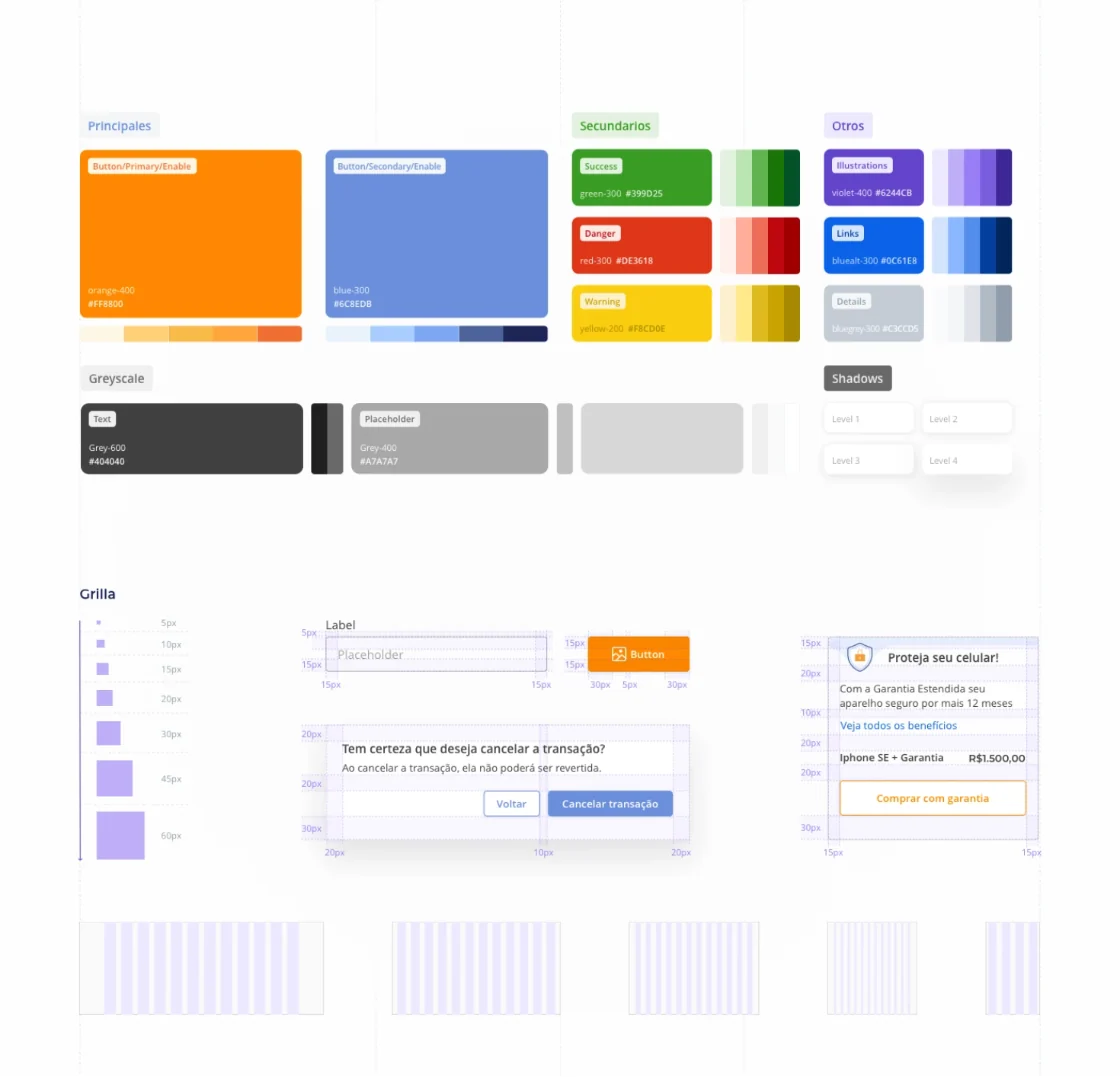 Principales
Button/Primary/Enable
orange-400
#FF8800
Button/Secondary/Enable
blue-300
#6C8EDB
Secundarios
Success
green-300 #399D25
Danger
red-300 #DE3618
Warning
yellow-200 #F8CD0E
Otros
Illustrations
violet-400 #6244CB
Links
bluealt-300 #0C61E8
Details
bluegrey-300 #C3CCD5
Greyscale
Text
Grey-600
#404040
Placeholder
Grey-400
#A7A7A7
Shadows
Level 1
Level 2
Level 3
Level 4
Grilla
5px
10px
15px
20px
30px
45px
60px
Label
5px
Placeholder
15px
15px
15px
15px
Button
15px
30px
5px
30px
20px
Tem certeza que deseja cancelar a transação?
Ao cancelar a transação, ela não poderá ser revertida.
20px
Voltar
Cancelar transação
30px
20px
10px
20px
15px
Proteja seu celular!
20px
Com a Garantia Estendida seu
aparelho seguro por mais 12 meses
10px
Veja todos os benefícios
20px
Iphone SE + Garantia
R$1.500,00
20px
Comprar com garantia
30px
15px
15px